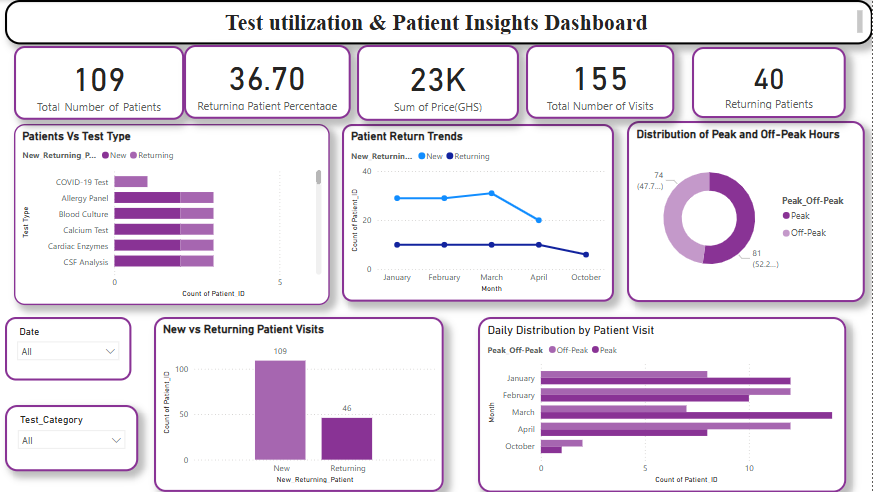 Test utilization & Patient Insights Dashboard
109
Total Number of Patients
36.70
Returning Patient Percentage
23K
Sum of Price(GHS)
155
Total Number of Visits
40
Returning Patients
Patients Vs Test Type
New_Returning_P... New Returning
Test Type
COVID-19 Test
Allergy Panel
Blood Culture
Calcium Test
Cardiac Enzymes
CSF Analysis
0 5
Count of Patient_ID
Patient Return Trends
New_Returnin... New Returning
Count of Patient_ID
40
20
0
January February March April October
Month
Distribution of Peak and Off-Peak Hours
74
(47.7...)
81
(52.2...)
Peak_Off-Peak
Peak
Off-Peak
Date
All
Test_Category
All
New vs Returning Patient Visits
Count of Patient_ID
100
50
0
109
46
New Returning
New_Returning_Patient
Daily Distribution by Patient Visit
Peak_Off-Peak Off-Peak Peak
Month
January
February
March
April
October
0 5 10
Count of Patient_ID